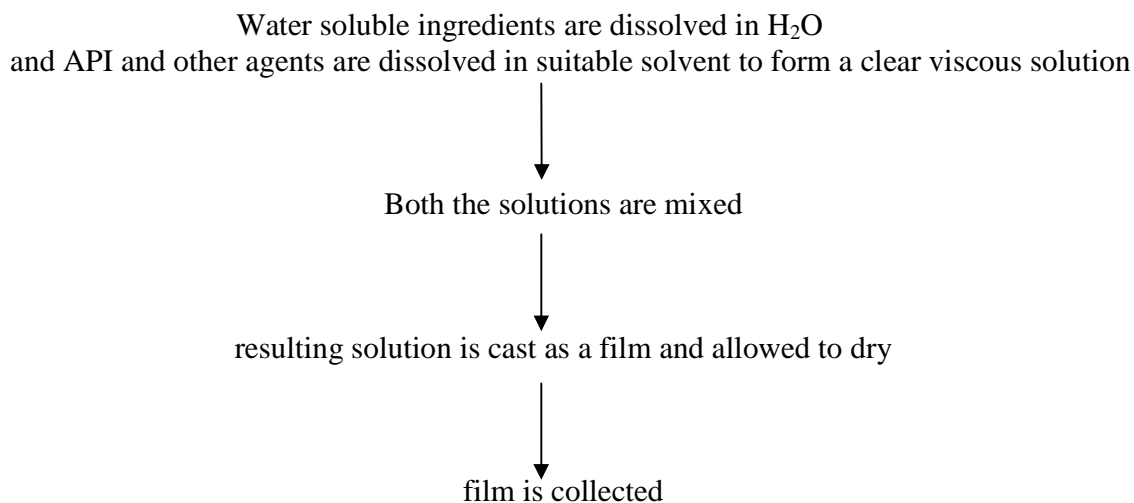 Water soluble ingredients are dissolved in H₂O
and API and other agents are dissolved in suitable solvent to form a clear viscous solution
Both the solutions are mixed
resulting solution is cast as a film and allowed to dry
film is collected